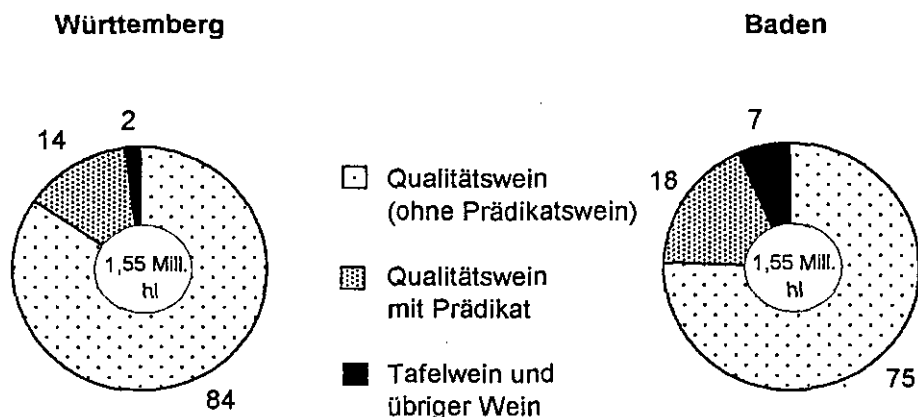 Württemberg
14
2
1,55 Mill.
hl
84
Qualitätswein
(ohne Prädikatswein)
Qualitätswein
mit Prädikat
Tafelwein und
übriger Wein
Baden
7
18
1,55 Mill.
hl
75